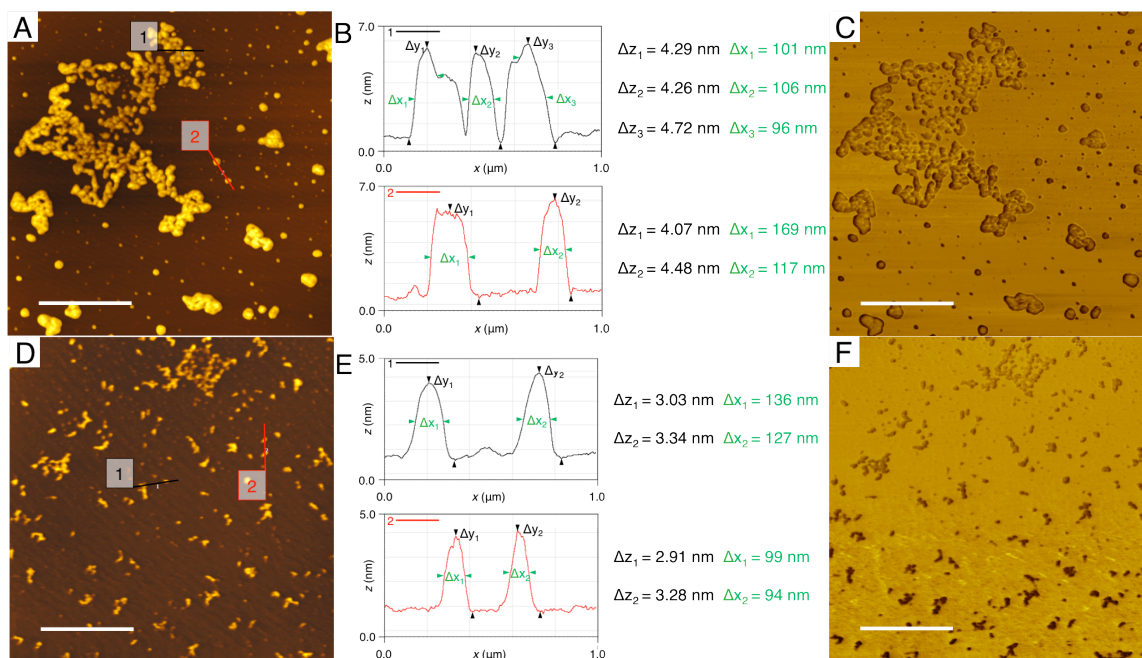 A
1
2
B
7.0
1
Δy1
Δy2
Δy3
z (nm)
Δx1
Δx2
Δx3
0.0
0.0
x (μm)
1.0
Δz1 = 4.29 nm Δx1 = 101 nm
Δz2 = 4.26 nm Δx2 = 106 nm
Δz3 = 4.72 nm Δx3 = 96 nm
7.0
2
Δy1
Δy2
z (nm)
Δx1
Δx2
0.0
0.0
x (μm)
1.0
Δz1 = 4.07 nm Δx1 = 169 nm
Δz2 = 4.48 nm Δx2 = 117 nm
C
D
1
2
1
2
E
5.0
1
Δy1
Δy2
z (nm)
Δx1
Δx2
0.0
0.0
x (μm)
1.0
Δz1 = 3.03 nm Δx1 = 136 nm
Δz2 = 3.34 nm Δx2 = 127 nm
5.0
2
Δy1
Δy2
z (nm)
Δx1
Δx2
0.0
0.0
x (μm)
1.0
Δz1 = 2.91 nm Δx1 = 99 nm
Δz2 = 3.28 nm Δx2 = 94 nm
F